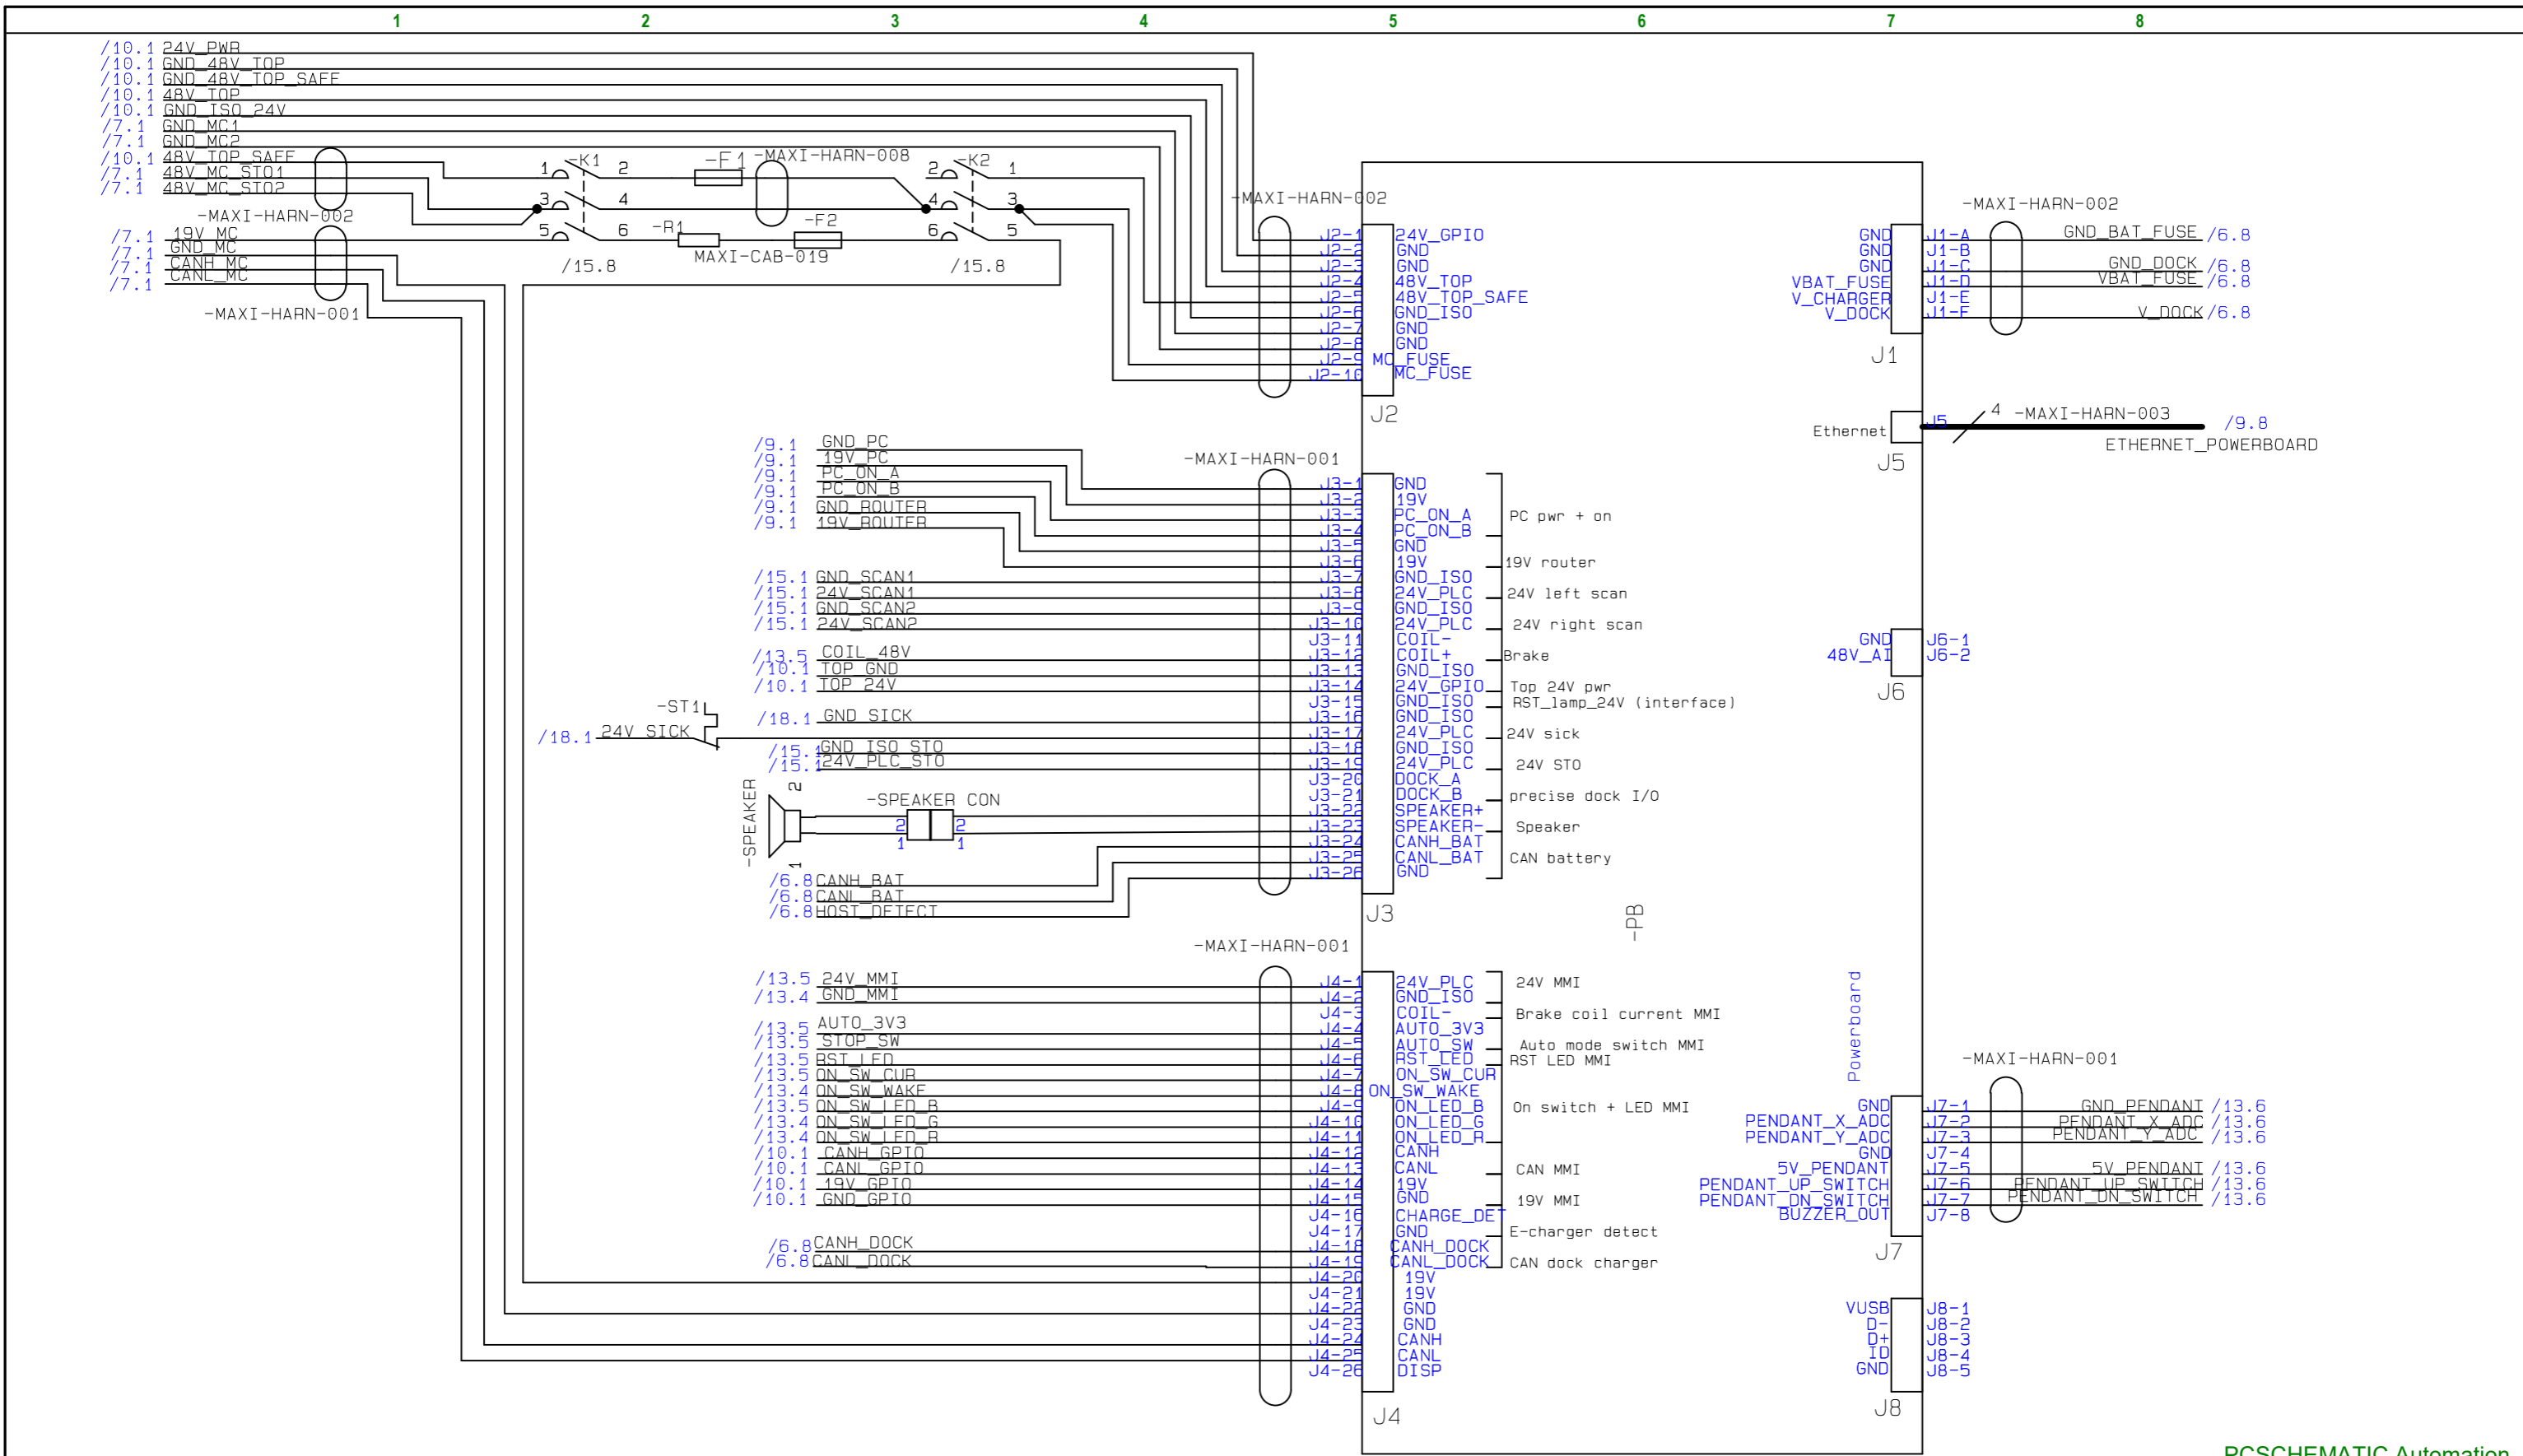 1 2 3 4 5 6 7 8
/10.1 24V_PWR
/10.1 GND_48V_TOP
/10.1 GND_48V_TOP_SAFE
/10.1 48V_TOP
/10.1 GND_ISO_24V
/7.1 GND_MC1
/7.1 GND_MC2
/10.1 48V_TOP_SAFE
/7.1 48V_MC_STO1
/7.1 48V_MC_STO2
-MAXI-HARN-002
/7.1 19V_MC
/7.1 GND_MC
/7.1 CANH_MC
/7.1 CANL_MC
-MAXI-HARN-001
-K1
1 2
3 4
5 6
/15.8
-F1
-MAXI-HARN-008
-R1
MAXI-CAB-019
-F2
-K2
2 1
4 3
6 5
/15.8
-MAXI-HARN-002
J2-1 24V_GPIO
J2-2 GND
J2-3 GND
J2-4 48V_TOP
J2-5 48V_TOP_SAFE
J2-6 GND_ISO
J2-7 GND
J2-8 GND
J2-9 MC_FUSE
J2-10 MC_FUSE
J2
-MAXI-HARN-002
GND J1-A GND_BAT_FUSE /6.8
GND J1-B
GND J1-C GND_DOCK /6.8
VBAT_FUSE J1-D VBAT_FUSE /6.8
V_CHARGER J1-E
V_DOCK J1-F V_DOCK /6.8
J1
Ethernet J5 4 -MAXI-HARN-003 /9.8
ETHERNET_POWERBOARD
J5
/9.1 GND_PC
/9.1 19V_PC
/9.1 PC_ON_A
/9.1 PC_ON_B
/9.1 GND_ROUTER
/9.1 19V_ROUTER
/15.1 GND_SCAN1
/15.1 24V_SCAN1
/15.1 GND_SCAN2
/15.1 24V_SCAN2
/13.5 COIL_48V
/10.1 TOP_GND
/10.1 TOP_24V
-ST1
/18.1 GND_SICK
/18.1 24V_SICK
/15.1 GND_ISO_STO
/15.1 24V_PLC_STO
-SPEAKER
2
1
-SPEAKER CON
2 2
1 1
/6.8 CANH_BAT
/6.8 CANL_BAT
/6.8 HOST_DETECT
-MAXI-HARN-001
J3-1 GND
J3-2 19V
J3-3 PC_ON_A
J3-4 PC_ON_B
PC pwr + on
J3-5 GND
J3-6 19V
19V router
J3-7 GND_ISO
J3-8 24V_PLC
24V left scan
J3-9 GND_ISO
J3-10 24V_PLC
24V right scan
J3-11 COIL-
J3-12 COIL+
Brake
J3-13 GND_ISO
J3-14 24V_GPIO
Top 24V pwr
J3-15 GND_ISO
RST_lamp_24V (interface)
J3-16 GND_ISO
J3-17 24V_PLC
24V sick
J3-18 GND_ISO
J3-19 24V_PLC
24V STO
J3-20 DOCK_A
J3-21 DOCK_B
precise dock I/O
J3-22 SPEAKER+
J3-23 SPEAKER-
Speaker
J3-24 CANH_BAT
J3-25 CANL_BAT
CAN battery
J3-26 GND
J3
GND J6-1
48V_AI J6-2
J6
-PB
Powerboard
-MAXI-HARN-001
/13.5 24V_MMI
/13.4 GND_MMI
/13.5 AUTO_3V3
/13.5 STOP_SW
/13.5 RST_LED
/13.5 ON_SW_CUR
/13.4 ON_SW_WAKE
/13.5 ON_SW_LED_B
/13.4 ON_SW_LED_G
/13.4 ON_SW_LED_R
/10.1 CANH_GPIO
/10.1 CANL_GPIO
/10.1 19V_GPIO
/10.1 GND_GPIO
/6.8 CANH_DOCK
/6.8 CANL_DOCK
J4-1 24V_PLC
24V MMI
J4-2 GND_ISO
J4-3 COIL-
Brake coil current MMI
J4-4 AUTO_3V3
J4-5 AUTO_SW
Auto mode switch MMI
J4-6 RST_LED
RST LED MMI
J4-7 ON_SW_CUR
J4-8 ON_SW_WAKE
J4-9 ON_LED_B
On switch + LED MMI
J4-10 ON_LED_G
J4-11 ON_LED_R
J4-12 CANH
J4-13 CANL
CAN MMI
J4-14 19V
J4-15 GND
19V MMI
J4-16 CHARGE_DET
J4-17 GND
E-charger detect
J4-18 CANH_DOCK
J4-19 CANL_DOCK
CAN dock charger
J4-20 19V
J4-21 19V
J4-22 GND
J4-23 GND
J4-24 CANH
J4-25 CANL
J4-26 DISP
J4
-MAXI-HARN-001
GND J7-1 GND_PENDANT /13.6
PENDANT_X_ADC J7-2 PENDANT_X_ADC /13.6
PENDANT_Y_ADC J7-3 PENDANT_Y_ADC /13.6
GND J7-4
5V_PENDANT J7-5 5V_PENDANT /13.6
PENDANT_UP_SWITCH J7-6 PENDANT_UP_SWITCH /13.6
PENDANT_DN_SWITCH J7-7 PENDANT_DN_SWITCH /13.6
BUZZER_OUT J7-8
J7
VUSB J8-1
D- J8-2
D+ J8-3
ID J8-4
GND J8-5
J8
PCSCHEMATIC Automation